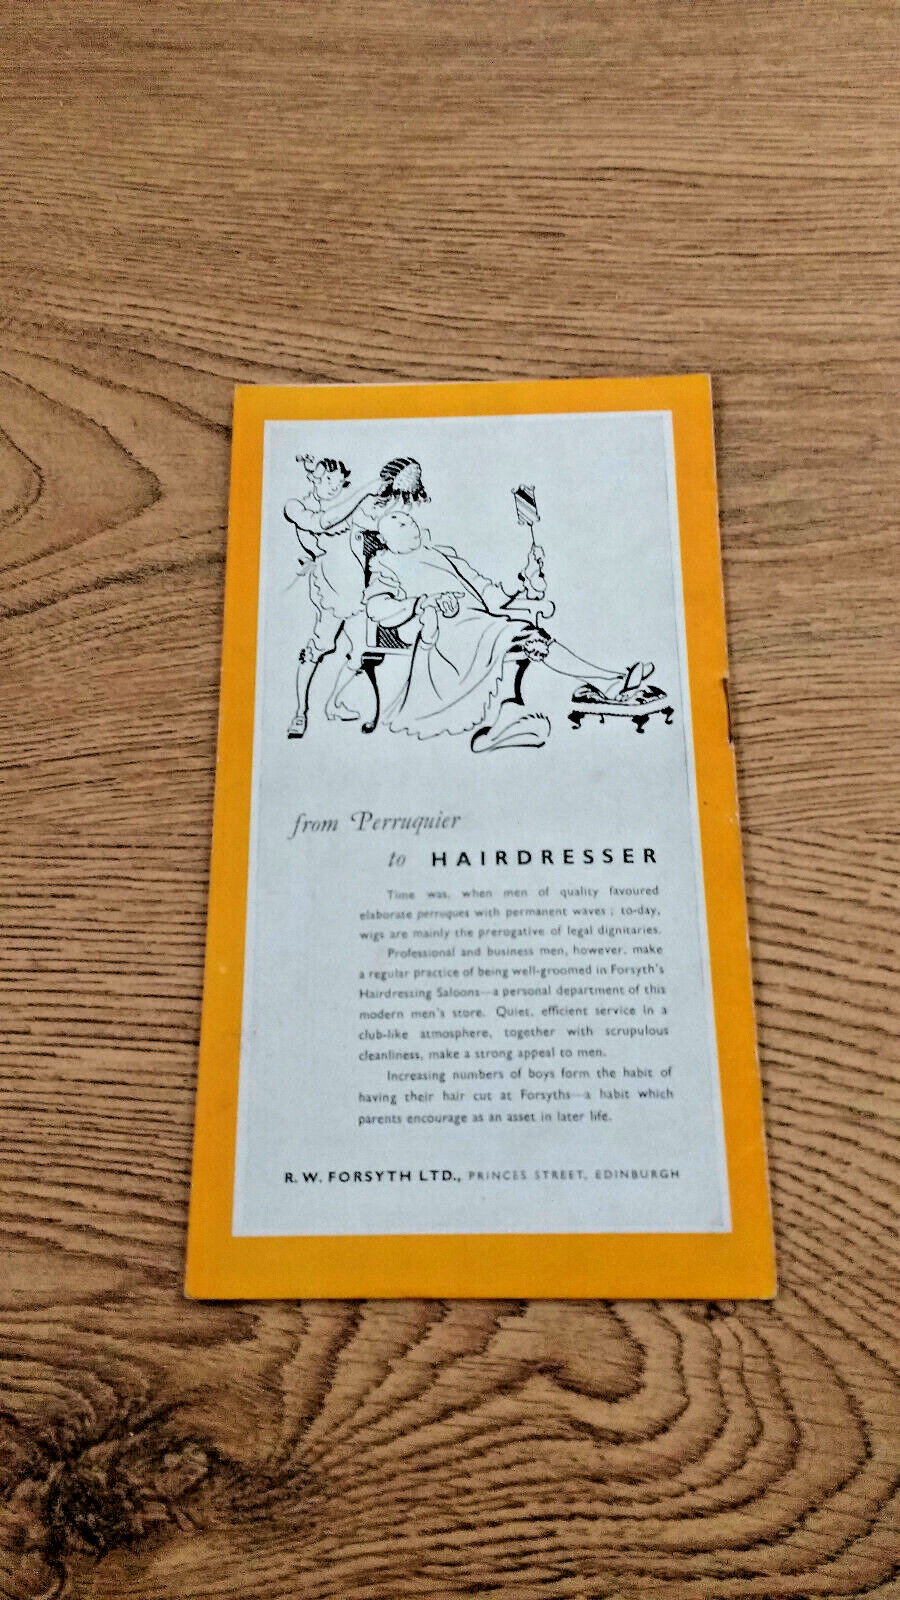 from Perruquier
to HAIRDRESSER
Time was, when men of quality favoured
elaborate perruques with permanent waves ; to-day,
wigs are mainly the prerogative of legal dignitaries.
Professional and business men, however, make
a regular practice of being well-groomed in Forsyth's
Hairdressing Saloons—a personal department of this
modern men's store. Quiet, efficient service in a
club-like atmosphere, together with scrupulous
cleanliness, make a strong appeal to men.
Increasing numbers of boys form the habit of
having their hair cut at Forsyths—a habit which
parents encourage as an asset in later life.
R. W. FORSYTH LTD., PRINCES STREET, EDINBURGH